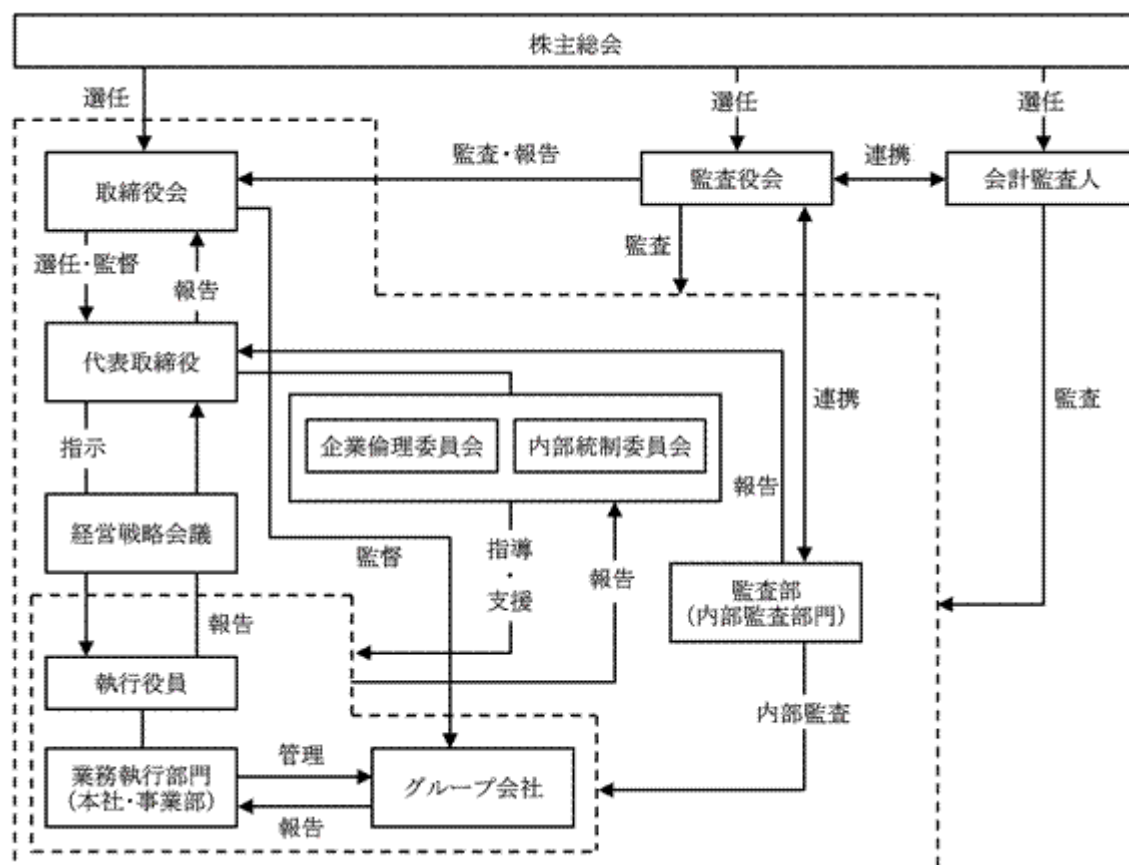 株主総会
選任
選任
選任
監査・報告
連携
取締役会
監査役会
会計監査人
選任・監督
報告
監査
代表取締役
連携
監査
企業倫理委員会
内部統制委員会
指示
報告
経営戦略会議
監督
指導
・
支援
報告
監査部
(内部監査部門)
報告
執行役員
内部監査
管理
業務執行部門
(本社・事業部)
グループ会社
報告